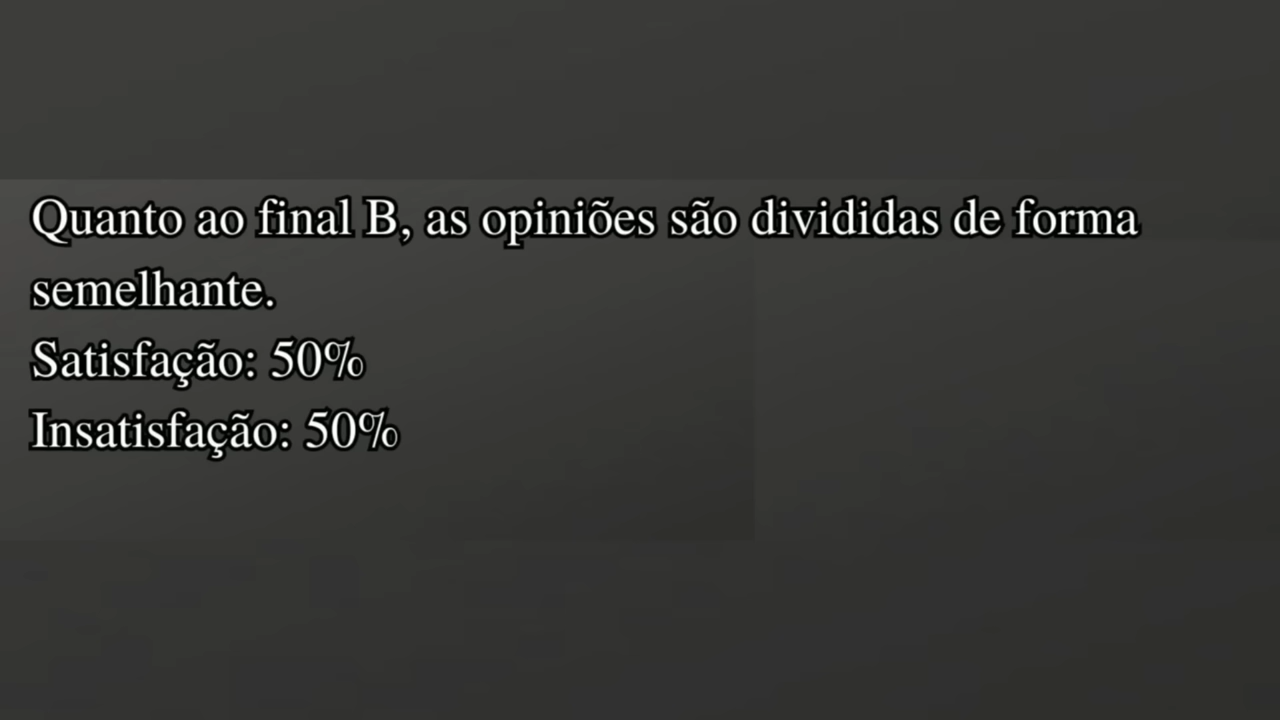 Quanto ao final B, as opiniões são divididas de forma
semelhante.
Satisfação: 50%
Insatisfação: 50%